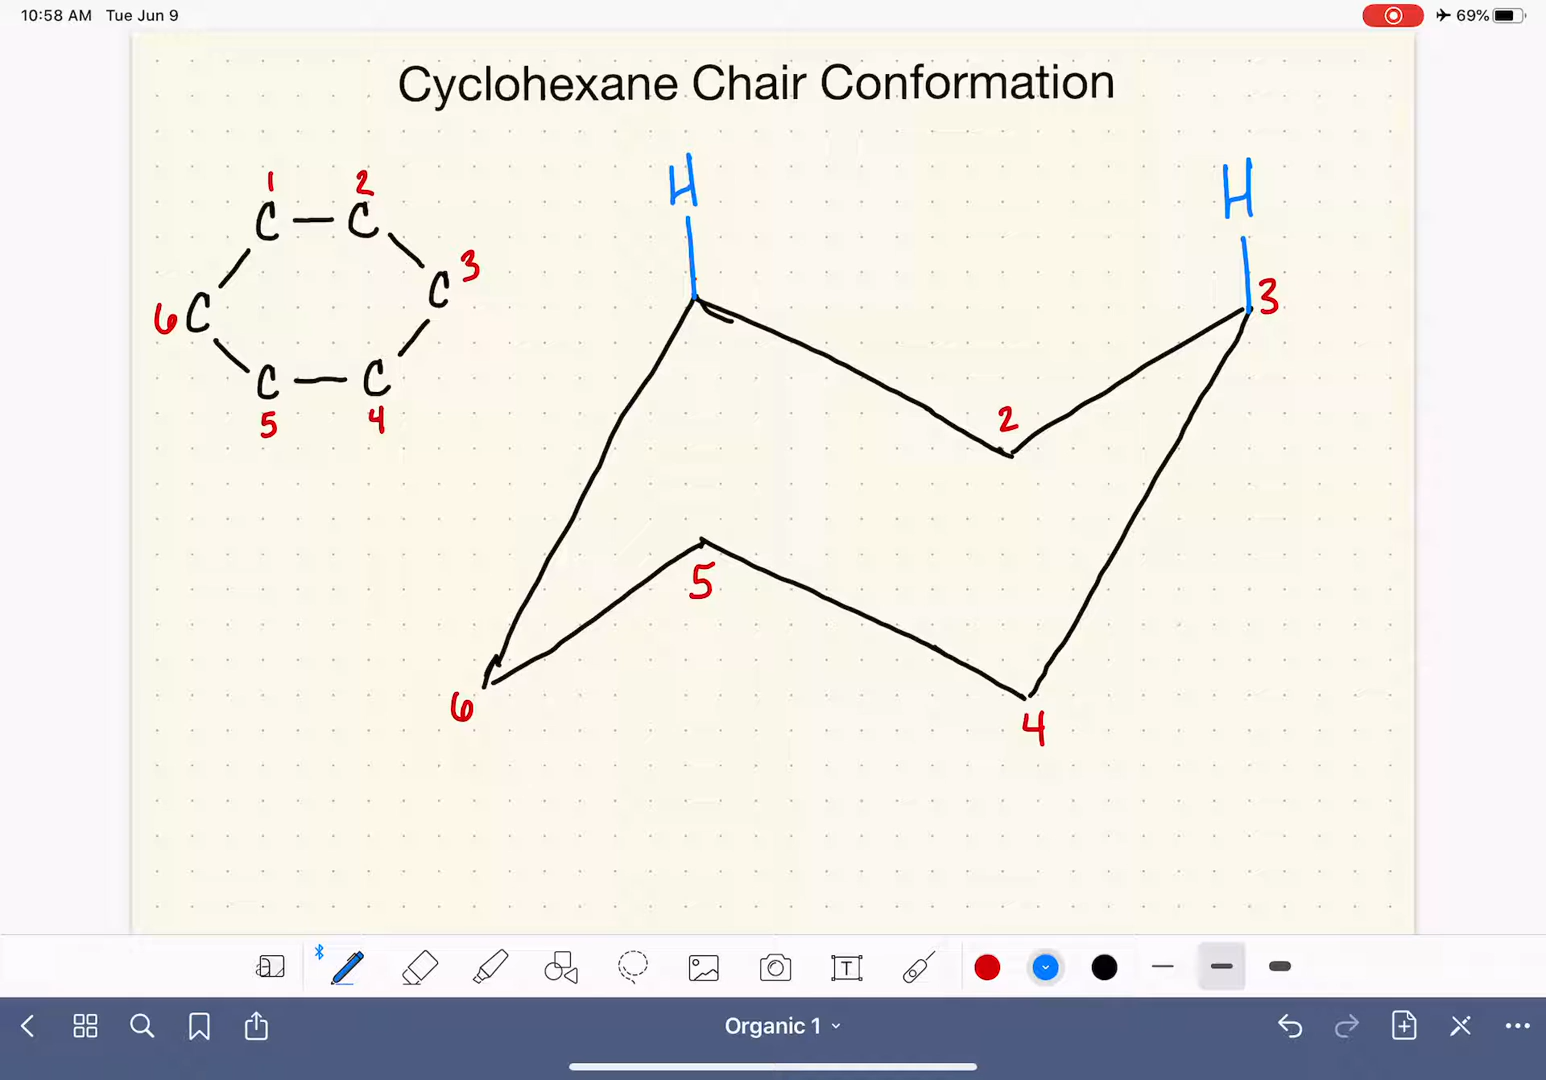 10:58 AM Tue Jun 9
69%
Cyclohexane Chair Conformation
H H
1 2
C C
3
C
3
6 C
2
C C
5 4
5
6
4
T
Organic 1